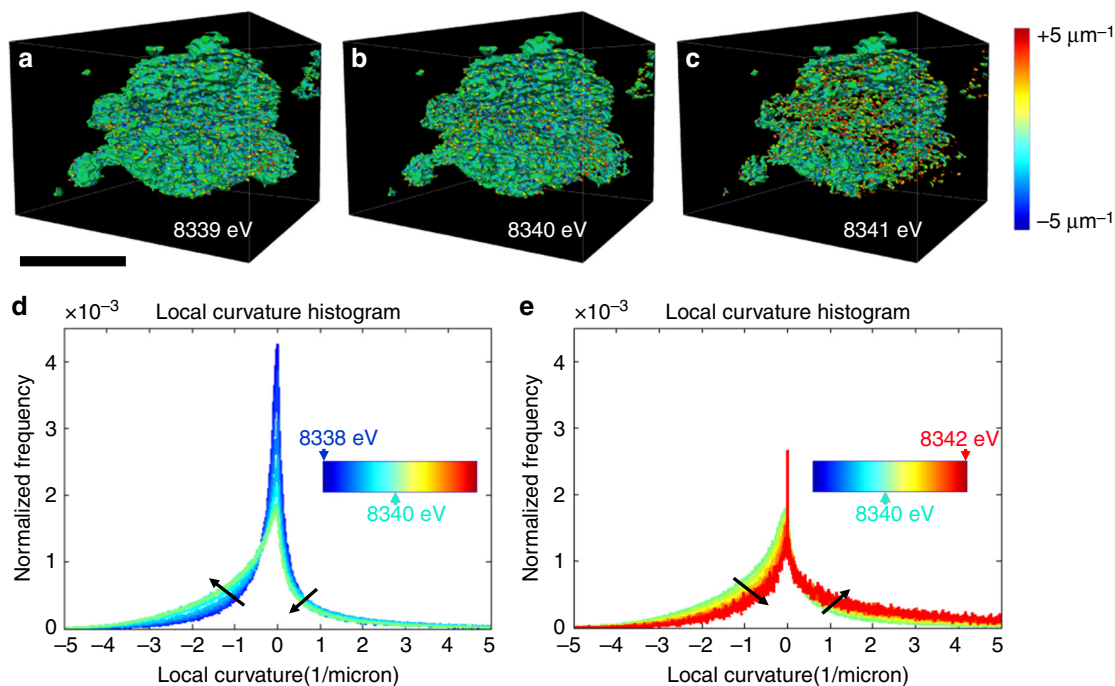 a
b
c
8339 eV
8340 eV
8341 eV
+5 μm⁻¹
−5 μm⁻¹
d
×10⁻³
Local curvature histogram
Normalized frequency
4
3
2
1
0
8338 eV
8340 eV
−5 −4 −3 −2 −1 0 1 2 3 4 5
Local curvature(1/micron)
e
×10⁻³
Local curvature histogram
Normalized frequency
4
3
2
1
0
8342 eV
8340 eV
−5 −4 −3 −2 −1 0 1 2 3 4 5
Local curvature(1/micron)